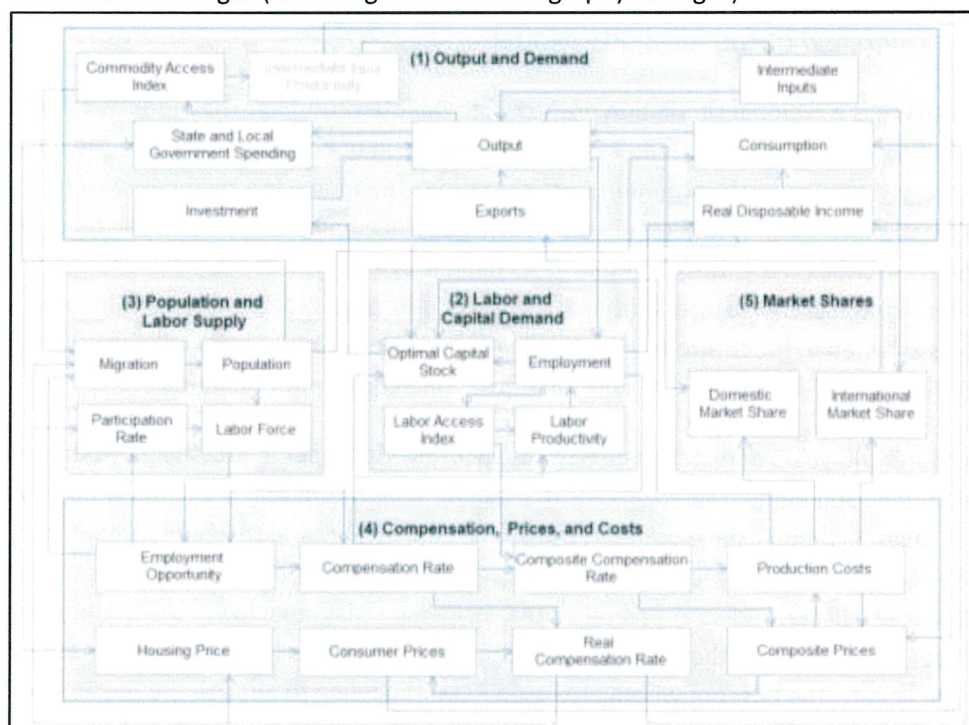 (1) Output and Demand
Commodity Access
Index
Intermediate Input
Productivity
Intermediate
Inputs
State and Local
Government Spending
Output
Consumption
Investment
Exports
Real Disposable Income
(3) Population and
Labor Supply
(2) Labor and
Capital Demand
(5) Market Shares
Migration
Population
Optimal Capital
Stock
Employment
Domestic
Market Share
International
Market Share
Participation
Rate
Labor Force
Labor Access
Index
Labor
Productivity
(4) Compensation, Prices, and Costs
Employment
Opportunity
Compensation Rate
Composite Compensation
Rate
Production Costs
Housing Price
Consumer Prices
Real
Compensation Rate
Composite Prices